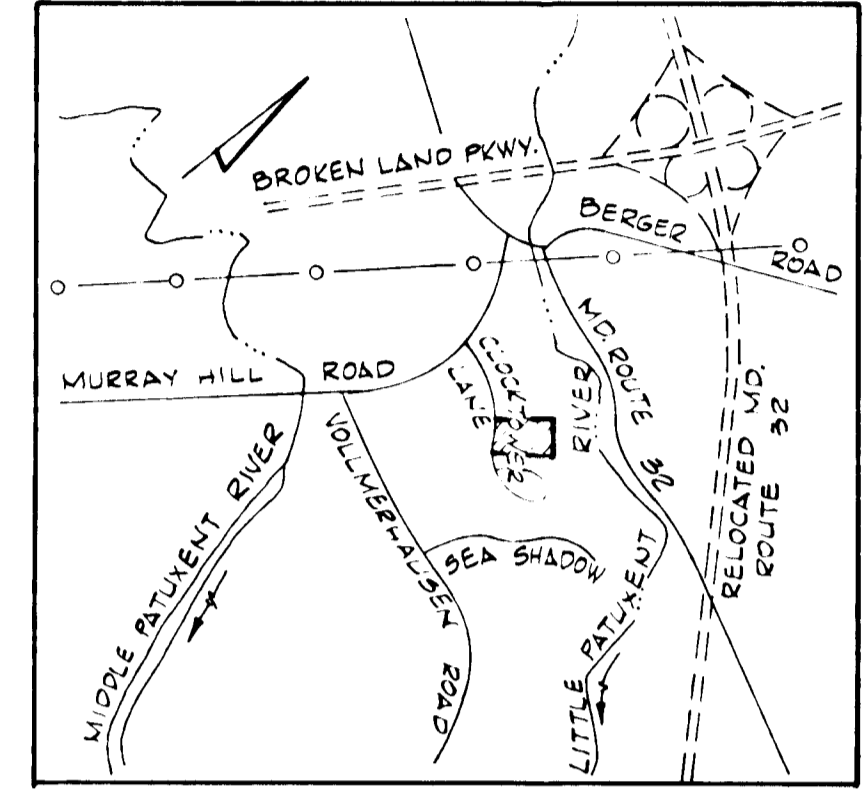 BROKEN LAND PKWY.
BERGER
ROAD
MURRAY HILL ROAD
CLOCKTOWER
LANE
MD. ROUTE 32
RIVER
VOLLMERHAUSEN ROAD
MIDDLE PATUXENT RIVER
SEA SHADOW
LITTLE PATUXENT
RELOCATED MD.
ROUTE 32